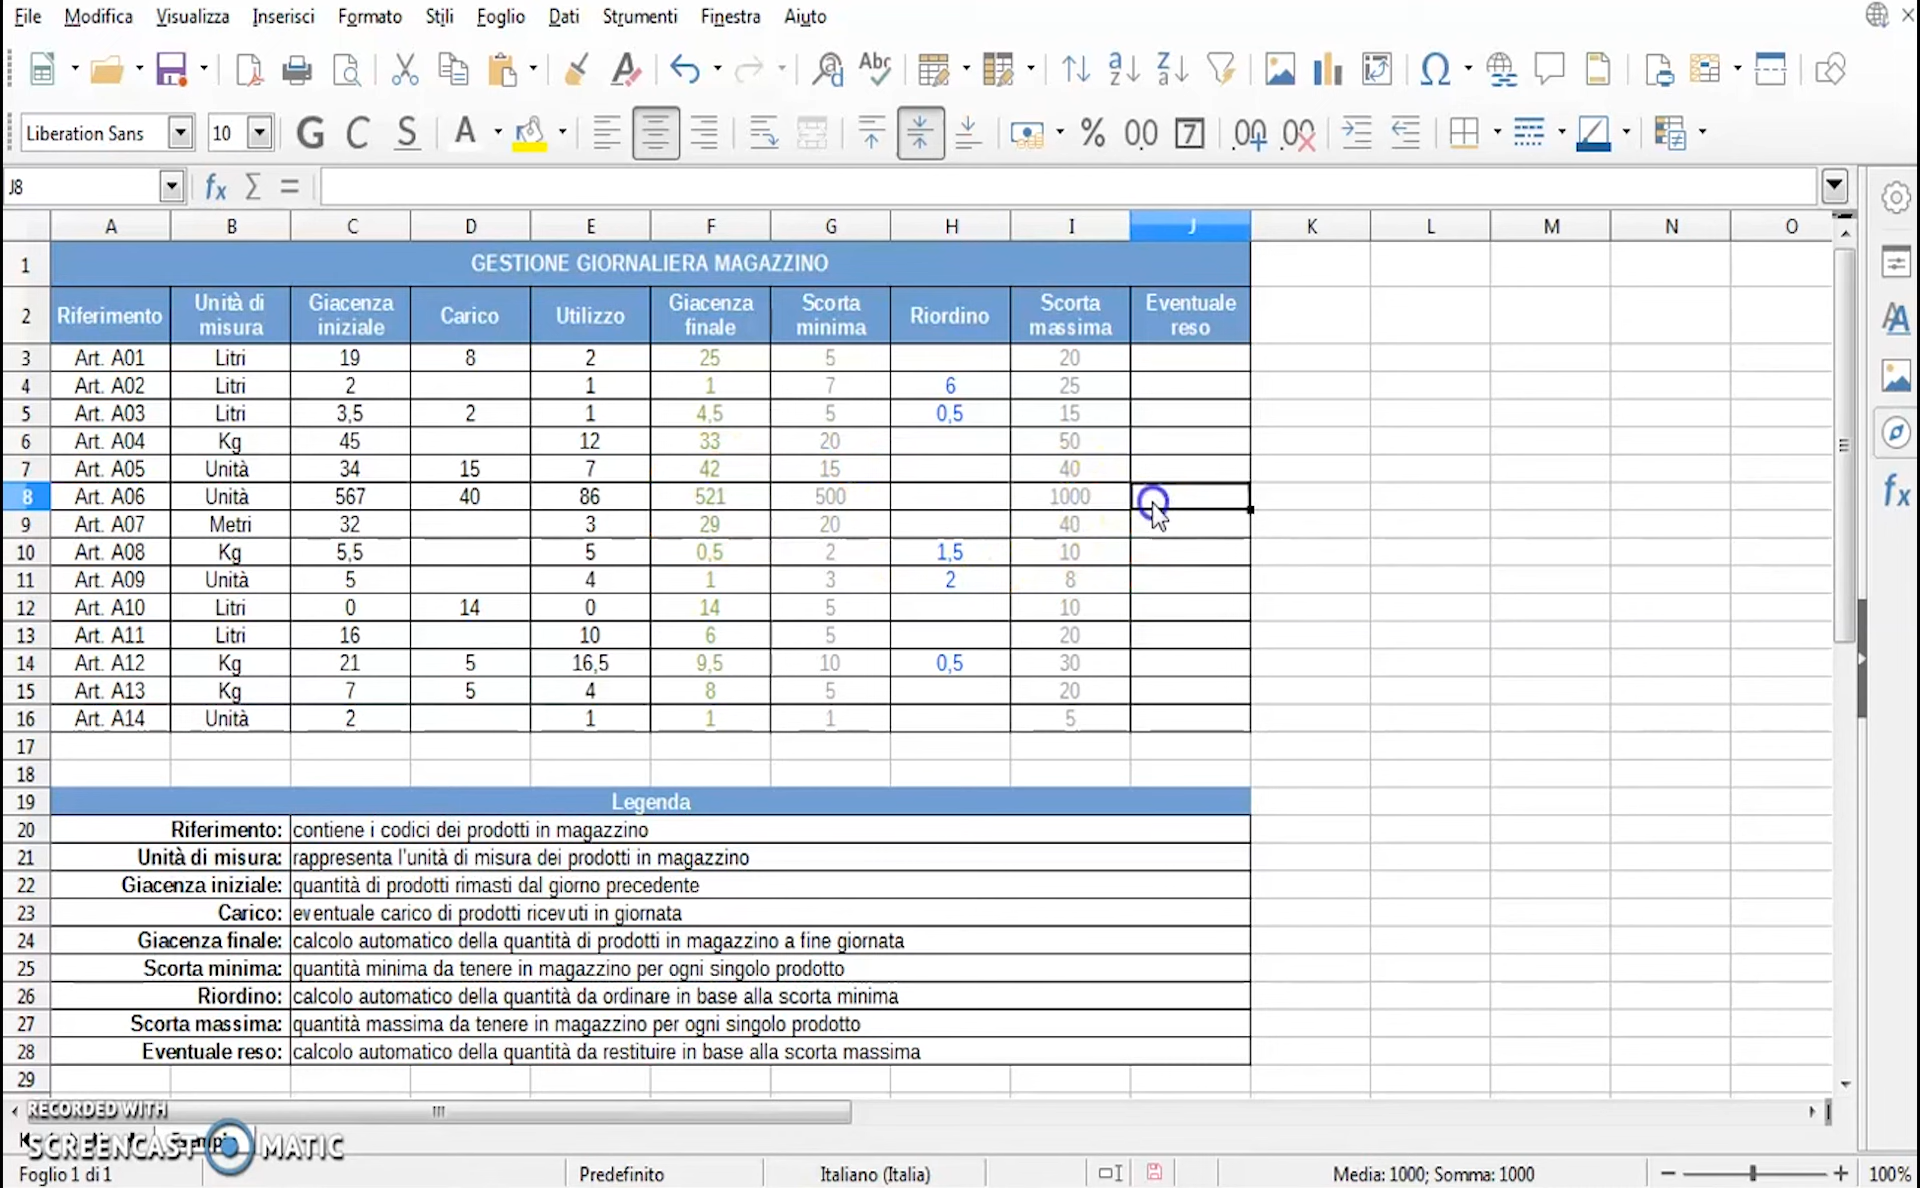 File Modifica Visualizza Inserisci Formato Stili Foglio Dati Strumenti Finestra Aiuto
Liberation Sans 10 G C S A % 00 7 .00 .00
J8 fx Σ =
A B C D E F G H I J K L M N O
1 GESTIONE GIORNALIERA MAGAZZINO
2 Riferimento Unità di misura Giacenza iniziale Carico Utilizzo Giacenza finale Scorta minima Riordino Scorta massima Eventuale reso
3 Art. A01 Litri 19 8 2 25 5 20
4 Art. A02 Litri 2 1 1 7 6 25
5 Art. A03 Litri 3,5 2 1 4,5 5 0,5 15
6 Art. A04 Kg 45 12 33 20 50
7 Art. A05 Unità 34 15 7 42 15 40
8 Art. A06 Unità 567 40 86 521 500 1000
9 Art. A07 Metri 32 3 29 20 40
10 Art. A08 Kg 5,5 5 0,5 2 1,5 10
11 Art. A09 Unità 5 4 1 3 2 8
12 Art. A10 Litri 0 14 0 14 5 10
13 Art. A11 Litri 16 10 6 5 20
14 Art. A12 Kg 21 5 16,5 9,5 10 0,5 30
15 Art. A13 Kg 7 5 4 8 5 20
16 Art. A14 Unità 2 1 1 1 5
17
18
19 Legenda
20 Riferimento: contiene i codici dei prodotti in magazzino
21 Unità di misura: rappresenta l'unità di misura dei prodotti in magazzino
22 Giacenza iniziale: quantità di prodotti rimasti dal giorno precedente
23 Carico: eventuale carico di prodotti ricevuti in giornata
24 Giacenza finale: calcolo automatico della quantità di prodotti in magazzino a fine giornata
25 Scorta minima: quantità minima da tenere in magazzino per ogni singolo prodotto
26 Riordino: calcolo automatico della quantità da ordinare in base alla scorta minima
27 Scorta massima: quantità massima da tenere in magazzino per ogni singolo prodotto
28 Eventuale reso: calcolo automatico della quantità da restituire in base alla scorta massima
29
RECORDED WITH
SCREENCAST MATIC
Foglio 1 di 1 Predefinito Italiano (Italia) Media: 1000; Somma: 1000 100%